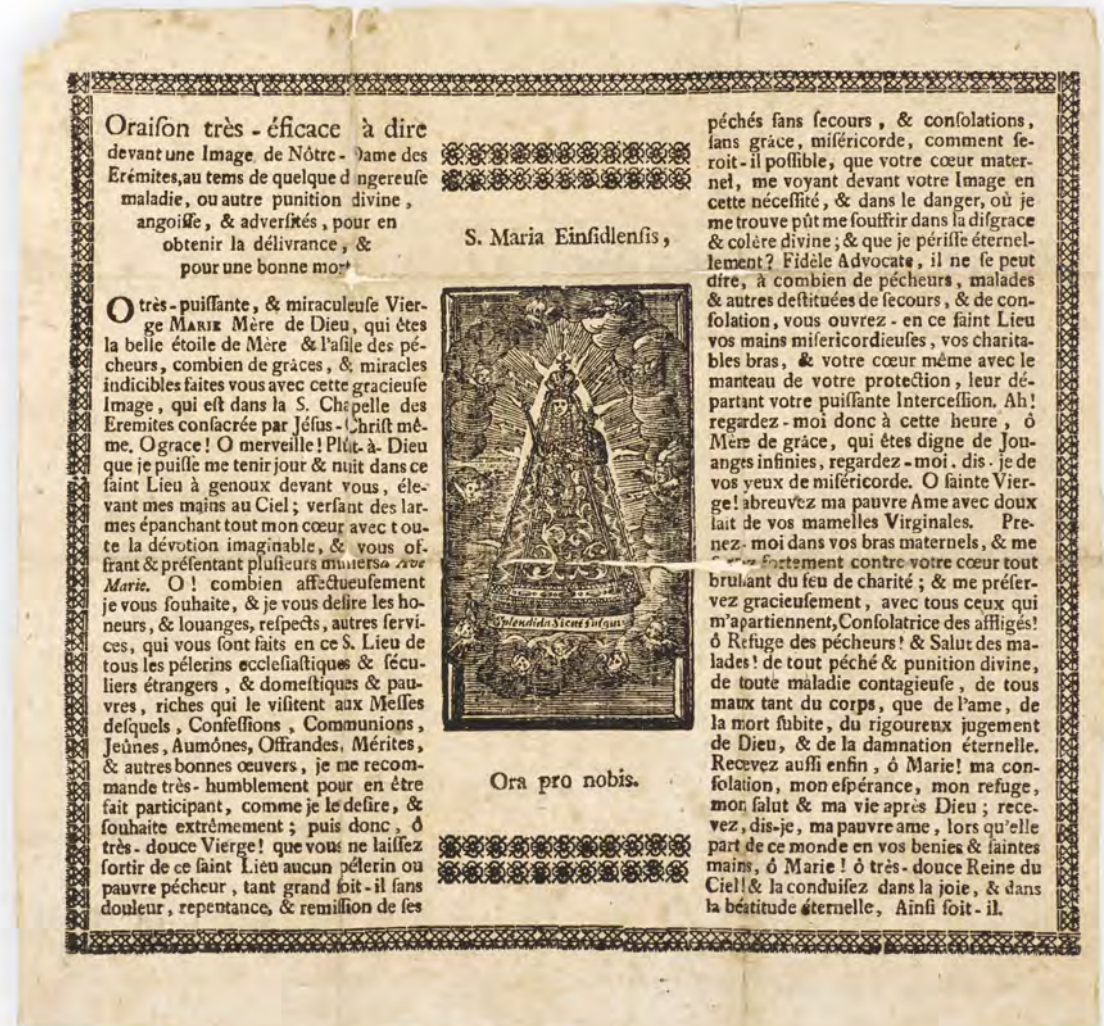 Oraiſon très - éficace à dire
devant une Image de Nôtre - Dame des
Erémites, au tems de quelque d ngereuſe
maladie, ou autre punition divine,
angoiſſe, & adverſités, pour en
obtenir la délivrance, &
pour une bonne mort
O très-puiſſante, & miraculeuſe Vier-
ge MARIE Mère de Dieu, qui êtes
la belle étoile de Mère & l'aſile des pé-
cheurs, combien de grâces, & miracles
indicibles faites vous avec cette gracieuſe
Image, qui eſt dans la S. Chapelle des
Eremites conſacrée par Jéſus-Chriſt mê-
me. O grace! O merveille! Plût-à-Dieu
que je puiſſe me tenir jour & nuit dans ce
ſaint Lieu à genoux devant vous, éle-
vant mes mains au Ciel; verſant des lar-
mes épanchant tout mon cœur avec tou-
te la dévotion imaginable, & vous of-
frant & préſentant pluſieurs milliers Ave
Marie. O! combien affectueuſement
je vous ſouhaite, & je vous deſire les ho-
neurs, & louanges, reſpects, autres ſervi-
ces, qui vous ſont faits en ce S. Lieu de
tous les pélerins eccleſiaſtiques & ſécu-
liers étrangers, & domeſtiques & pau-
vres, riches qui le viſitent aux Meſſes
deſquels, Confeſſions, Communions,
Jeûnes, Aumônes, Offrandes, Mérites,
& autres bonnes œuvers, je me recom-
mande très-humblement pour en être
fait participant, comme je le deſire, &
ſouhaite extrêmement; puis donc, ô
très-douce Vierge! que vous ne laiſſez
ſortir de ce ſaint Lieu aucun pélerin ou
pauvre pécheur, tant grand ſoit-il ſans
douleur, repentance, & remiſſion de ſes
S. Maria Einſidlenſis,
Splendida Sicut fulgur
Ora pro nobis.
péchés ſans ſecours, & conſolations,
ſans grâce, miſéricorde, comment ſe-
roit-il poſſible, que votre cœur mater-
nel, me voyant devant votre Image en
cette néceſſité, & dans le danger, où je
me trouve pût me ſouffrir dans la diſgrace
& colère divine; & que je périſſe éternel-
lement? Fidèle Advocate, il ne ſe peut
dire, à combien de pécheurs, malades
& autres deſtituées de ſecours, & de con-
ſolation, vous ouvrez - en ce ſaint Lieu
vos mains miſericordieuſes, vos charita-
bles bras, & votre cœur même avec le
manteau de votre protection, leur dé-
partant votre puiſſante Interceſſion. Ah!
regardez-moi donc à cette heure, ô
Mère de grâce, qui êtes digne de Jou-
anges infinies, regardez-moi. dis-je de
vos yeux de miſéricorde. O ſainte Vier-
ge! abreuvez ma pauvre Ame avec doux
lait de vos mamelles Virginales. Pre-
nez-moi dans vos bras maternels, & me
fortement contre votre cœur tout
brulant du feu de charité; & me préſer-
vez gracieuſement, avec tous ceux qui
m'apartiennent, Conſolatrice des affligés!
ô Refuge des pécheurs! & Salut des ma-
lades! de tout péché & punition divine,
de toute maladie contagieuſe, de tous
maux tant du corps, que de l'ame, de
la mort ſubite, du rigoureux jugement
de Dieu, & de la damnation éternelle.
Recevez auſſi enfin, ô Marie! ma con-
ſolation, mon eſpérance, mon refuge,
mon ſalut & ma vie après Dieu; rece-
vez, dis-je, ma pauvre ame, lors qu'elle
part de ce monde en vos benies & ſaintes
mains, ô Marie! ô très-douce Reine du
Ciel! & la conduiſez dans la joie, & dans
la béatitude éternelle, Ainſi ſoit-il.